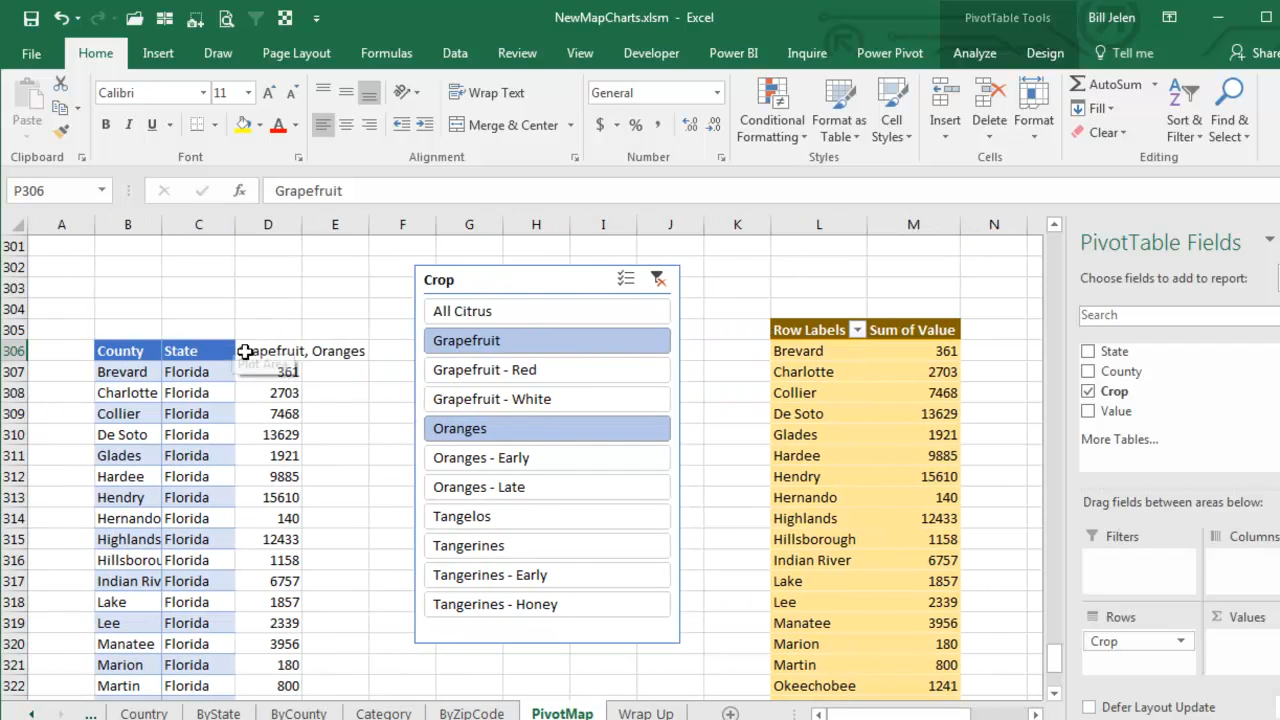 NewMapCharts.xlsm - Excel
PivotTable Tools
Bill Jelen
File Home Insert Draw Page Layout Formulas Data Review View Developer Power BI Inquire Power Pivot Analyze Design Tell me Share
Paste
Calibri 11 A A
Wrap Text
General
B I U A
Merge & Center
$ % ,
Conditional Formatting
Format as Table
Cell Styles
Insert Delete Format
AutoSum
Fill
Clear
Sort & Filter
Find & Select
Clipboard Font Alignment Number Styles Cells Editing
P306 fx Grapefruit
A B C D E F G H I J K L M N
301
302
303
304
305 Row Labels Sum of Value
306 County State Grapefruit, Oranges Brevard 361
Plot Area
307 Brevard Florida 361 Charlotte 2703
308 Charlotte Florida 2703 Collier 7468
309 Collier Florida 7468 De Soto 13629
310 De Soto Florida 13629 Glades 1921
311 Glades Florida 1921 Hardee 9885
312 Hardee Florida 9885 Hendry 15610
313 Hendry Florida 15610 Hernando 140
314 Hernando Florida 140 Highlands 12433
315 Highlands Florida 12433 Hillsborough 1158
316 Hillsborou Florida 1158 Indian River 6757
317 Indian Riv Florida 6757 Lake 1857
318 Lake Florida 1857 Lee 2339
319 Lee Florida 2339 Manatee 3956
320 Manatee Florida 3956 Marion 180
321 Marion Florida 180 Martin 800
322 Martin Florida 800 Okeechobee 1241
Crop
All Citrus
Grapefruit
Grapefruit - Red
Grapefruit - White
Oranges
Oranges - Early
Oranges - Late
Tangelos
Tangerines
Tangerines - Early
Tangerines - Honey
PivotTable Fields
Choose fields to add to report:
Search
State
County
Crop
Value
More Tables...
Drag fields between areas below:
Filters Columns
Rows Σ Values
Crop
Defer Layout Update
... Country ByState ByCounty Category ByZipCode PivotMap Wrap Up